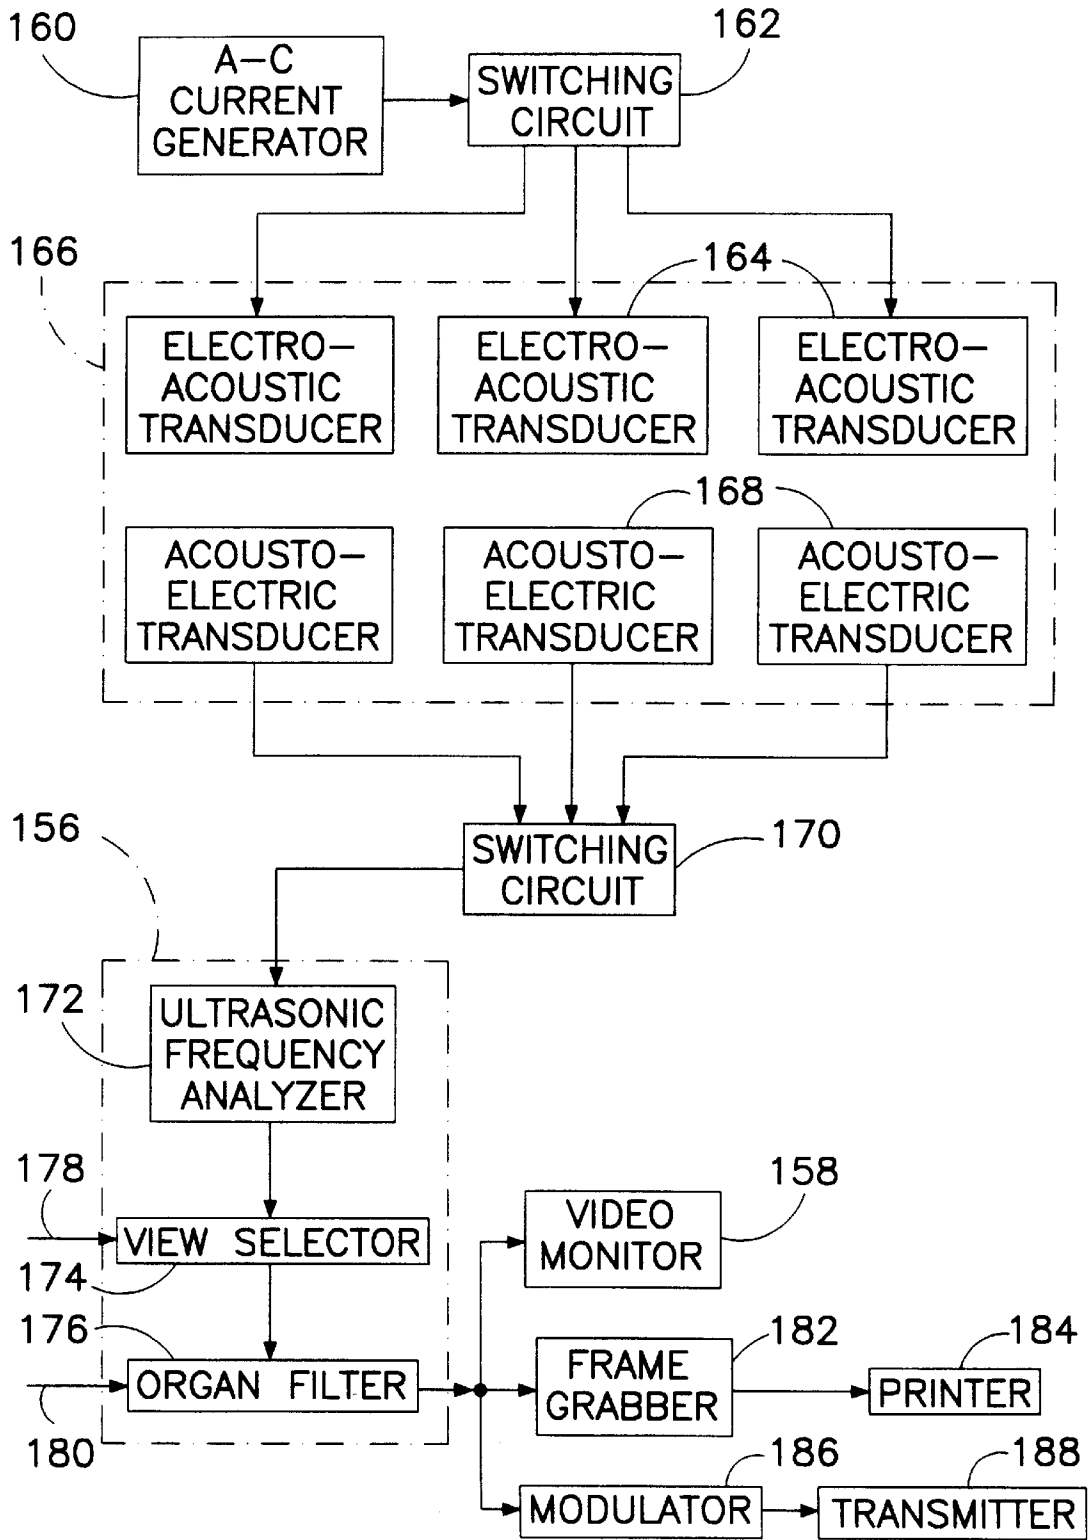 160
A-C
CURRENT
GENERATOR
SWITCHING
CIRCUIT
162
166
164
ELECTRO-
ACOUSTIC
TRANSDUCER
ELECTRO-
ACOUSTIC
TRANSDUCER
ELECTRO-
ACOUSTIC
TRANSDUCER
168
ACOUSTO-
ELECTRIC
TRANSDUCER
ACOUSTO-
ELECTRIC
TRANSDUCER
ACOUSTO-
ELECTRIC
TRANSDUCER
156
SWITCHING
CIRCUIT
170
172
ULTRASONIC
FREQUENCY
ANALYZER
178
VIEW SELECTOR
174
158
VIDEO
MONITOR
176
ORGAN FILTER
180
182
FRAME
GRABBER
184
PRINTER
186
MODULATOR
188
TRANSMITTER